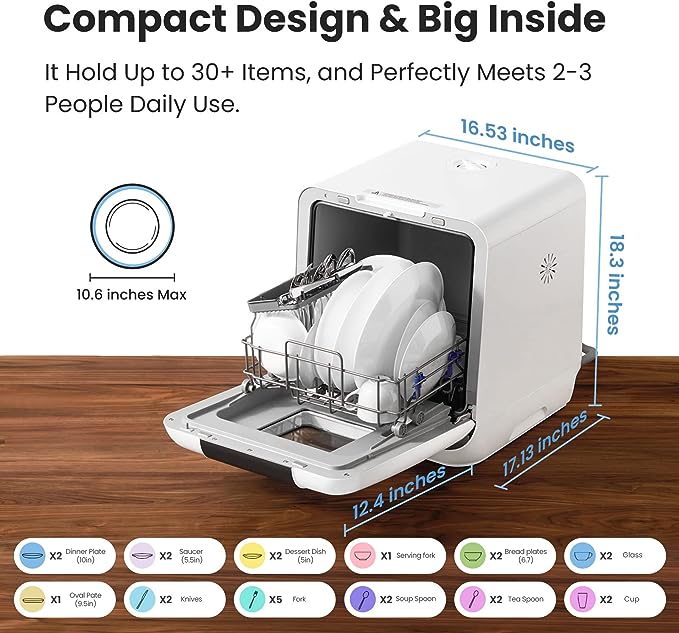 Compact Design & Big Inside
It Hold Up to 30+ Items, and Perfectly Meets 2-3
People Daily Use.
16.53 inches
18.3 inches
10.6 inches Max
17.13 inches
12.4 inches
X2 Dinner Plate (10in)
X2 Saucer (5.5in)
X2 Dessert Dish (5in)
X1 Serving fork
X2 Bread plates (6.7)
X2 Glass
X1 Oval Pate (9.5in)
X2 Knives
X5 Fork
X2 Soup Spoon
X2 Tea Spoon
X2 Cup